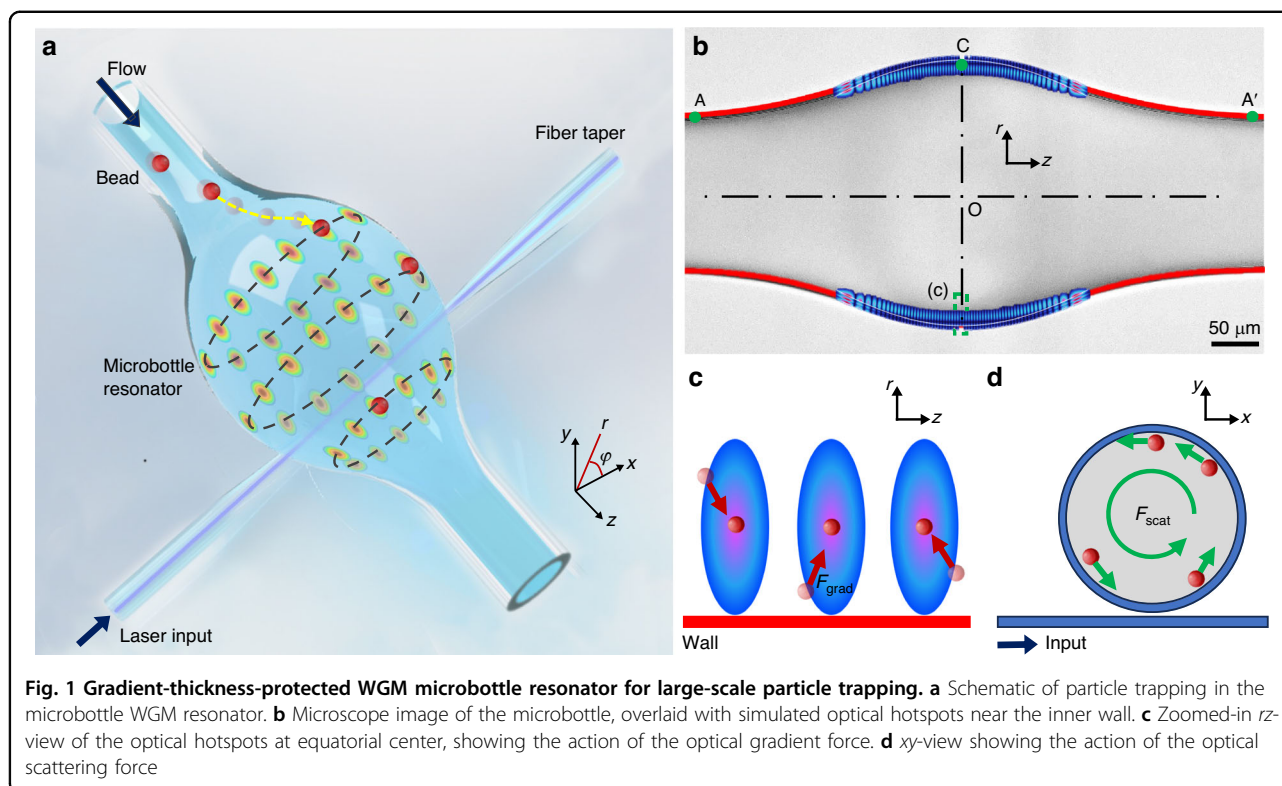 a
Flow
Bead
Fiber taper
Microbottle
resonator
Laser input
y
r
φ
x
z
b
C
A
A′
r
z
O
(c)
50 μm
c
r
z
F grad
Wall
d
y
x
F scat
Input
Fig. 1 Gradient-thickness-protected WGM microbottle resonator for large-scale particle trapping. a Schematic of particle trapping in the
microbottle WGM resonator. b Microscope image of the microbottle, overlaid with simulated optical hotspots near the inner wall. c Zoomed-in rz-
view of the optical hotspots at equatorial center, showing the action of the optical gradient force. d xy-view showing the action of the optical
scattering force